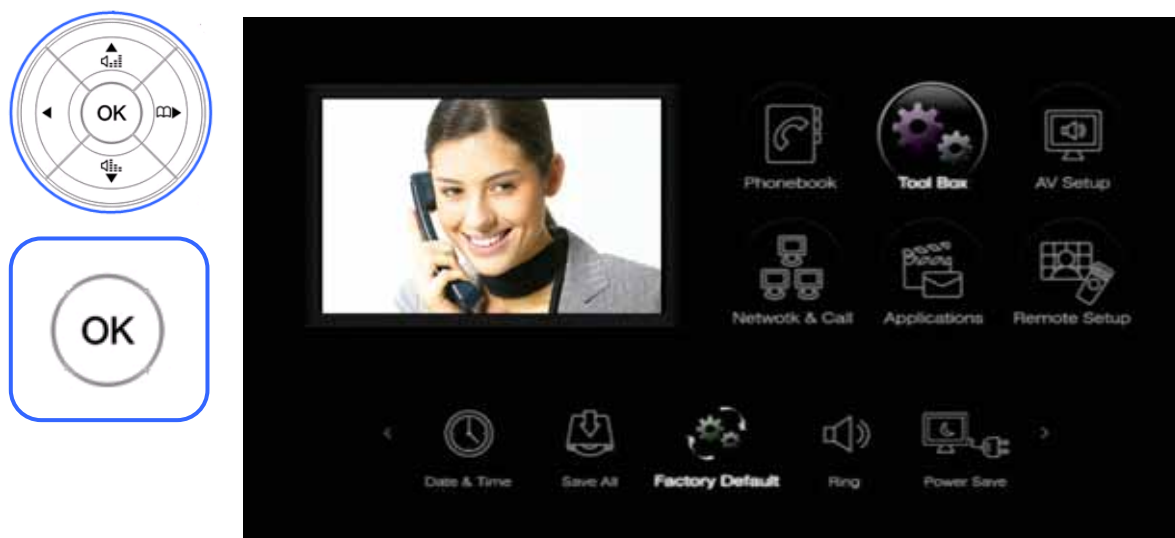 OK
OK
Phonebook
Tool Box
AV Setup
Netwotk & Call
Applications
Remote Setup
Date & Time
Save All
Factory Default
Ring
Power Save